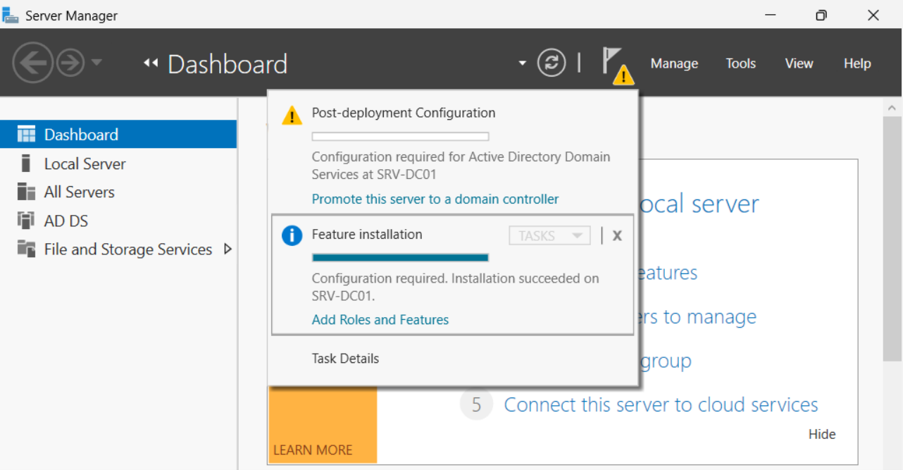 Server Manager
Dashboard
Manage
Tools
View
Help
Dashboard
Local Server
All Servers
AD DS
File and Storage Services
Post-deployment Configuration
Configuration required for Active Directory Domain
Services at SRV-DC01
Promote this server to a domain controller
Feature installation
TASKS
X
Configuration required. Installation succeeded on
SRV-DC01.
Add Roles and Features
Task Details
ocal server
eatures
rs to manage
group
5 Connect this server to cloud services
Hide
LEARN MORE